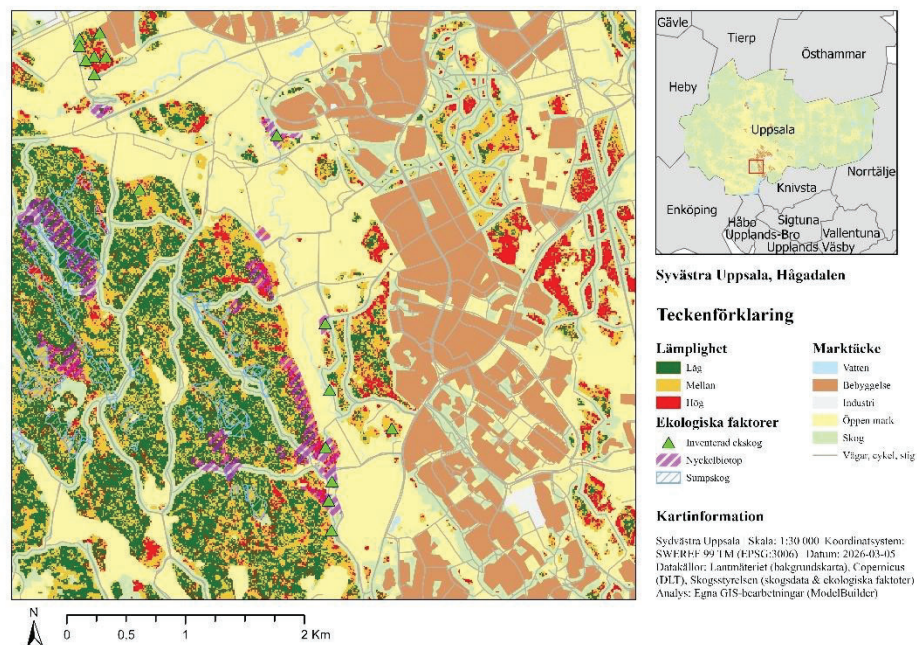 Gävle
Tierp
Östhammar
Heby
Uppsala
Norrtälje
Knivsta
Enköping
Håbo
Sigtuna
Upplands-Bro
Vallentuna
Upplands Väsby
Syvästra Uppsala, Hågadalen
Teckenförklaring
Lämplighet
Låg
Mellan
Hög
Ekologiska faktorer
Inventerad ekskog
Nyckelbiotop
Sumpskog
Marktäcke
Vatten
Bebyggelse
Industri
Öppen mark
Skog
Vägar, cykel, stig
Kartinformation
Sydvästra Uppsala Skala: 1:30 000 Koordinatsystem:
SWEREF 99 TM (EPSG:3006) Datum: 2026-03-05
Datakällor: Lantmäteriet (bakgrundskarta), Copernicus
(DLT), Skogsstyrelsen (skogsdata & ekologiska faktorer)
Analys: Egna GIS-bearbetningar (ModelBuilder)
N
0 0.5 1 2 Km